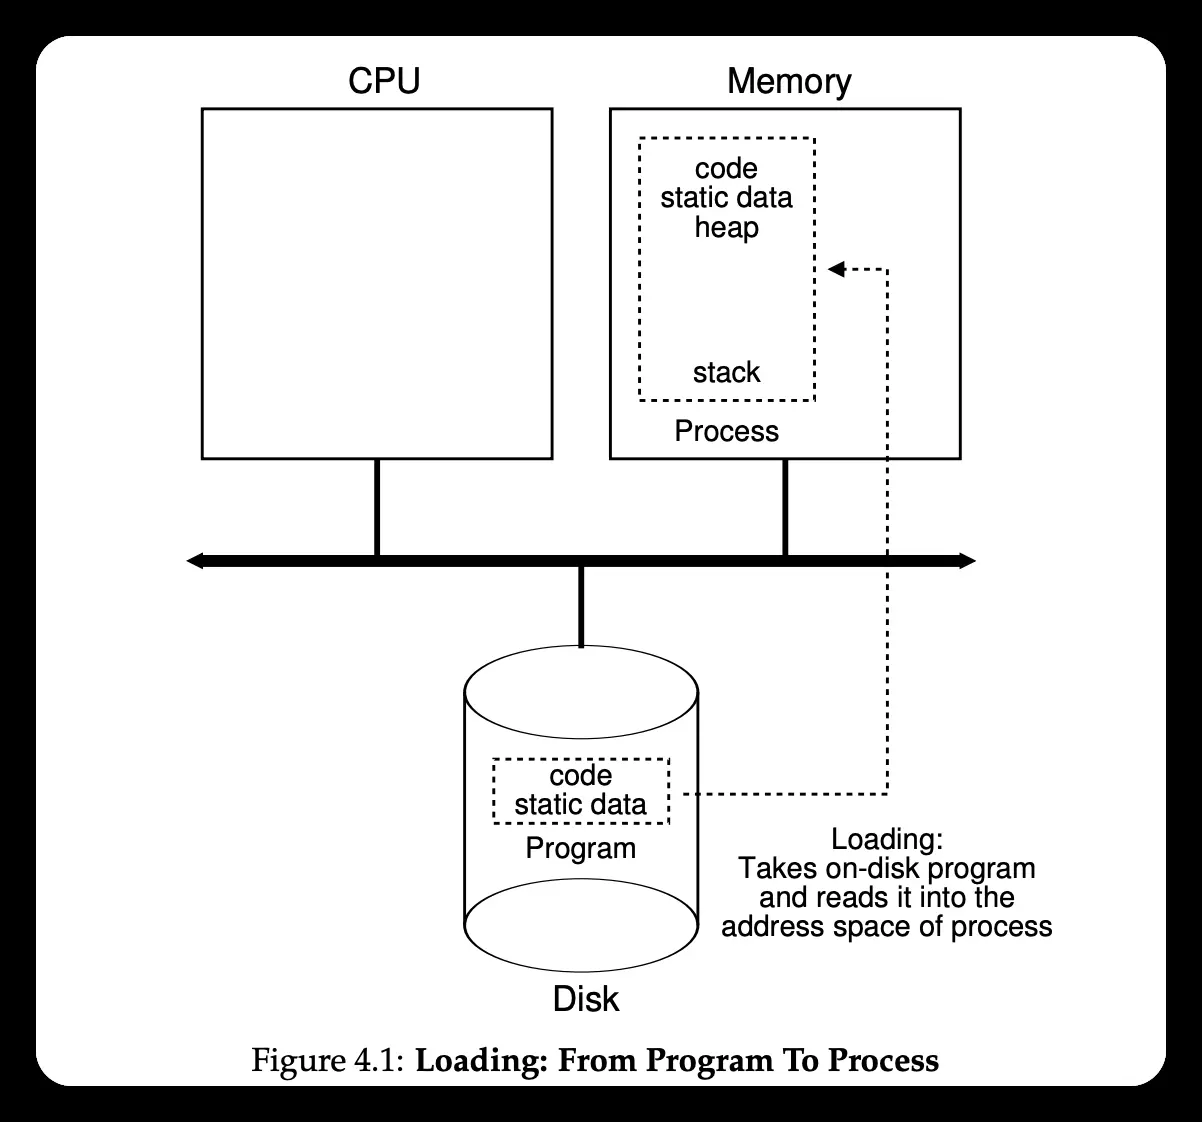 CPU
Memory
code
static data
heap
stack
Process
code
static data
Program
Loading:
Takes on-disk program
and reads it into the
address space of process
Disk
Figure 4.1: Loading: From Program To Process